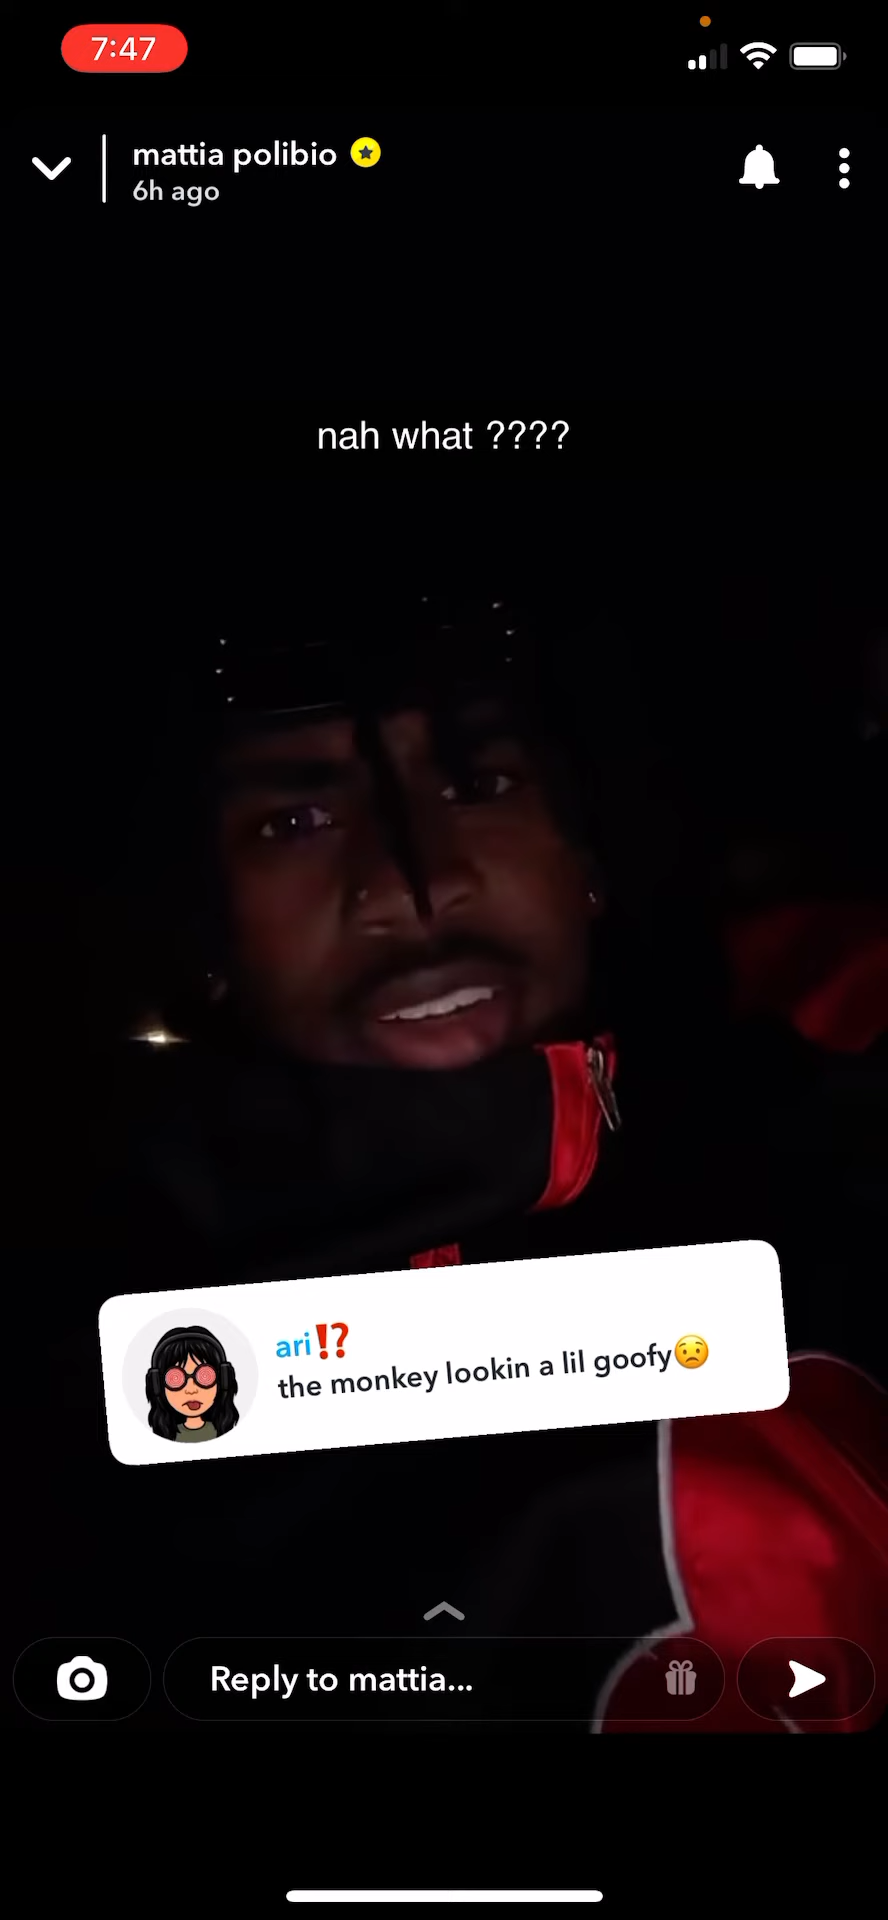 7:47
mattia polibio
6h ago
nah what ????
ari⁉️
the monkey lookin a lil goofy😟
Reply to mattia...